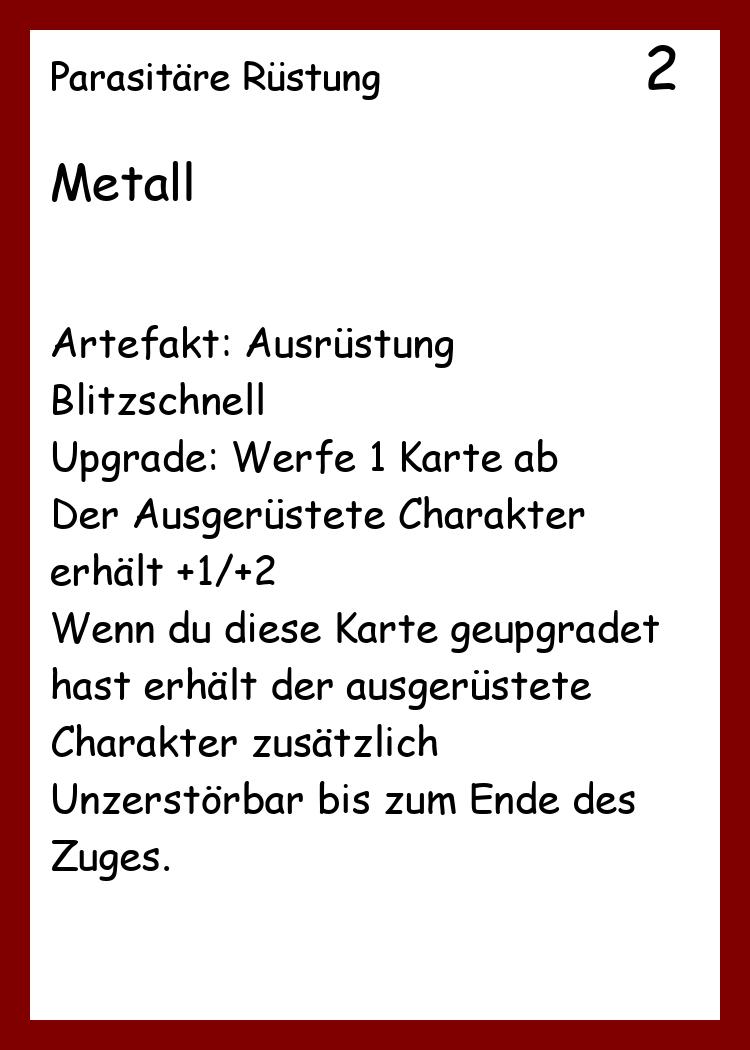 Parasitäre Rüstung 2
Metall
Artefakt: Ausrüstung
Blitzschnell
Upgrade: Werfe 1 Karte ab
Der Ausgerüstete Charakter
erhält +1/+2
Wenn du diese Karte geupgradet
hast erhält der ausgerüstete
Charakter zusätzlich
Unzerstörbar bis zum Ende des
Zuges.